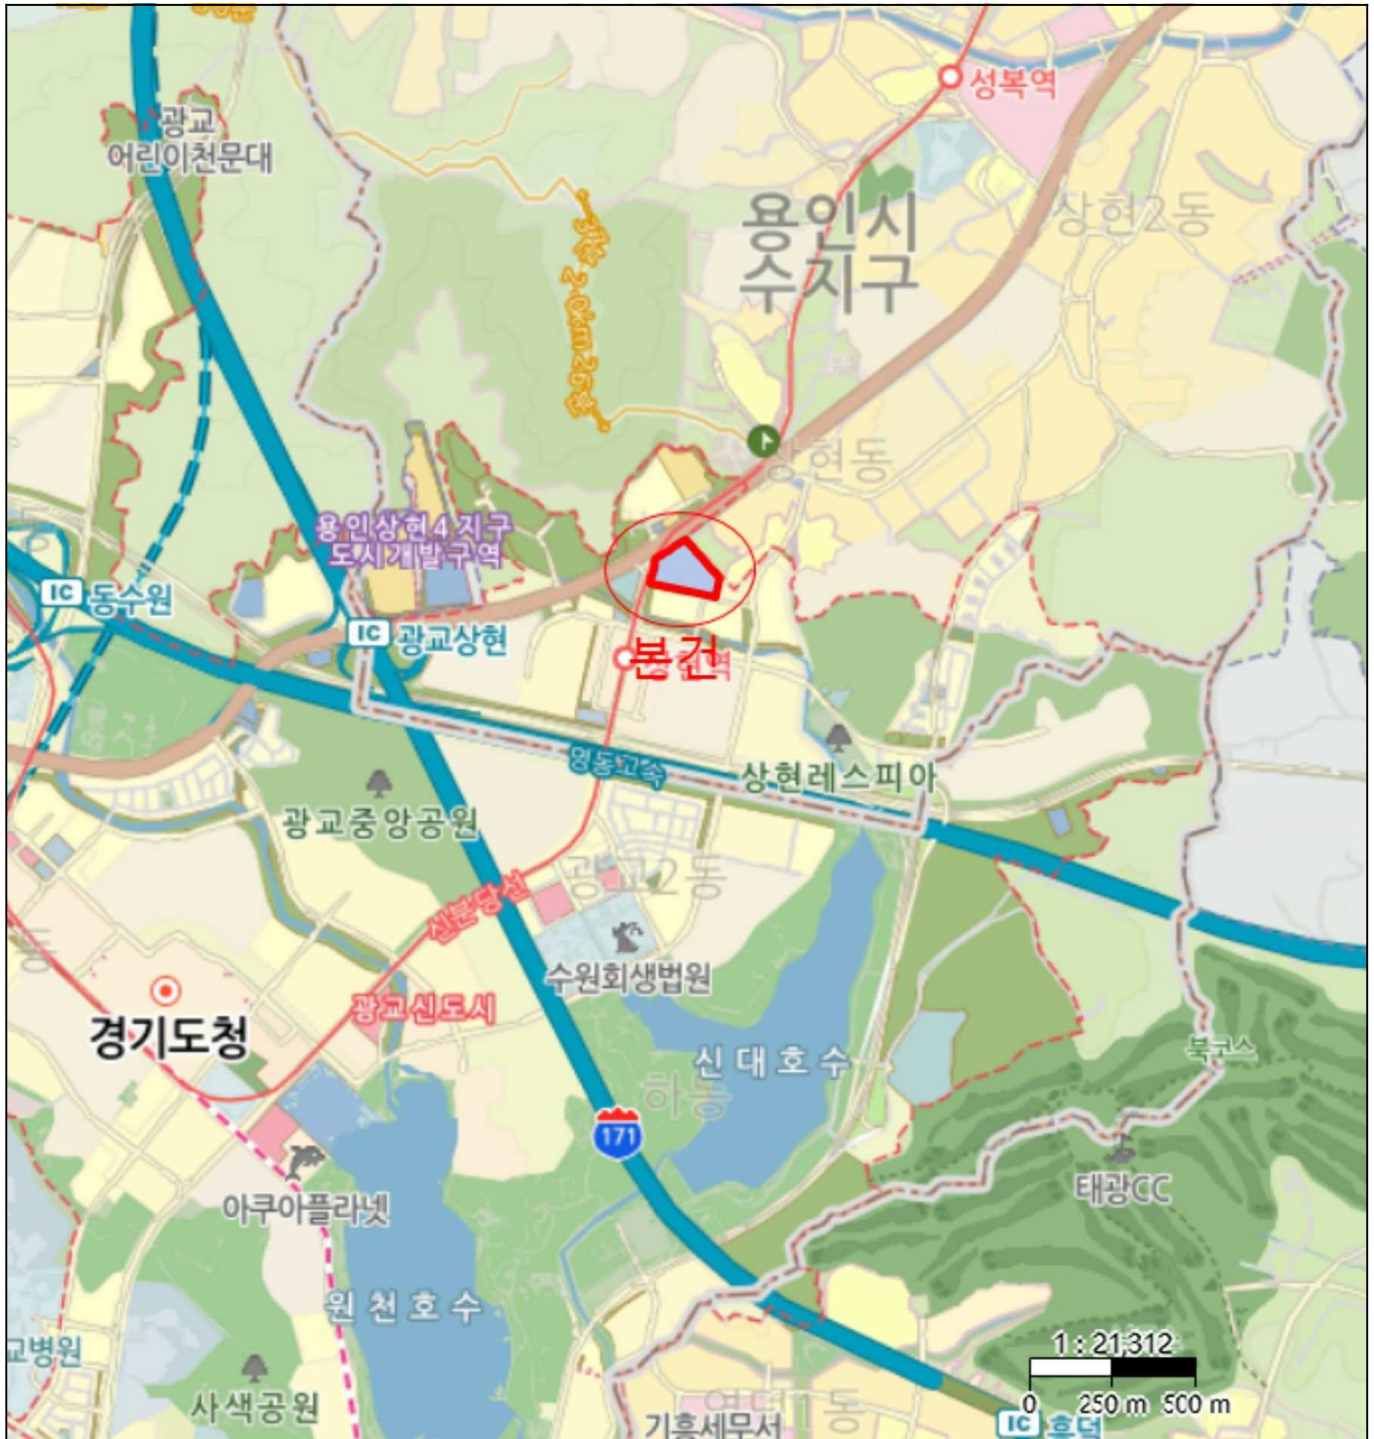 광교
어린이천문대
성복역
상현2동
용인시
수지구
상현동
용인상현4지구
도시개발구역
IC 동수원
IC 광교상현
본건
상현역
영동고속
상현레스피아
광교중앙공원
광교2동
신분당선
수원회생법원
광교신도시
경기도청
신대호수
북코스
하동
171
태광CC
아쿠아플라넷
원천호수
교병원
사색공원
1 : 21,312
0 250 m 500 m
IC 흥덕
기흥세무서